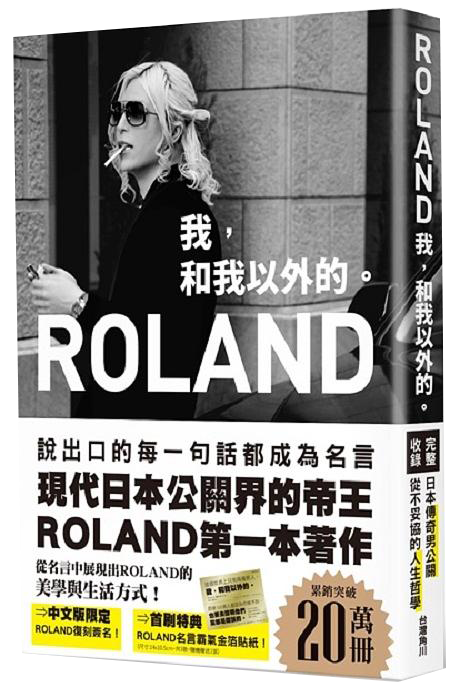 我，
和我以外的。
ROLAND
說出口的每一句話都成為名言
現代日本公關界的帝王
ROLAND第一本著作
從名言中展現出ROLAND的
美學與生活方式！
⇒中文版限定
ROLAND復刻簽名！
⇒首刷特典
ROLAND名言霸氣金箔貼紙！
累銷突破
20萬冊
ROLAND 我，和我以外的。
完整
收錄
日本傳奇男公關
從不妥協的人生哲學
台灣角川